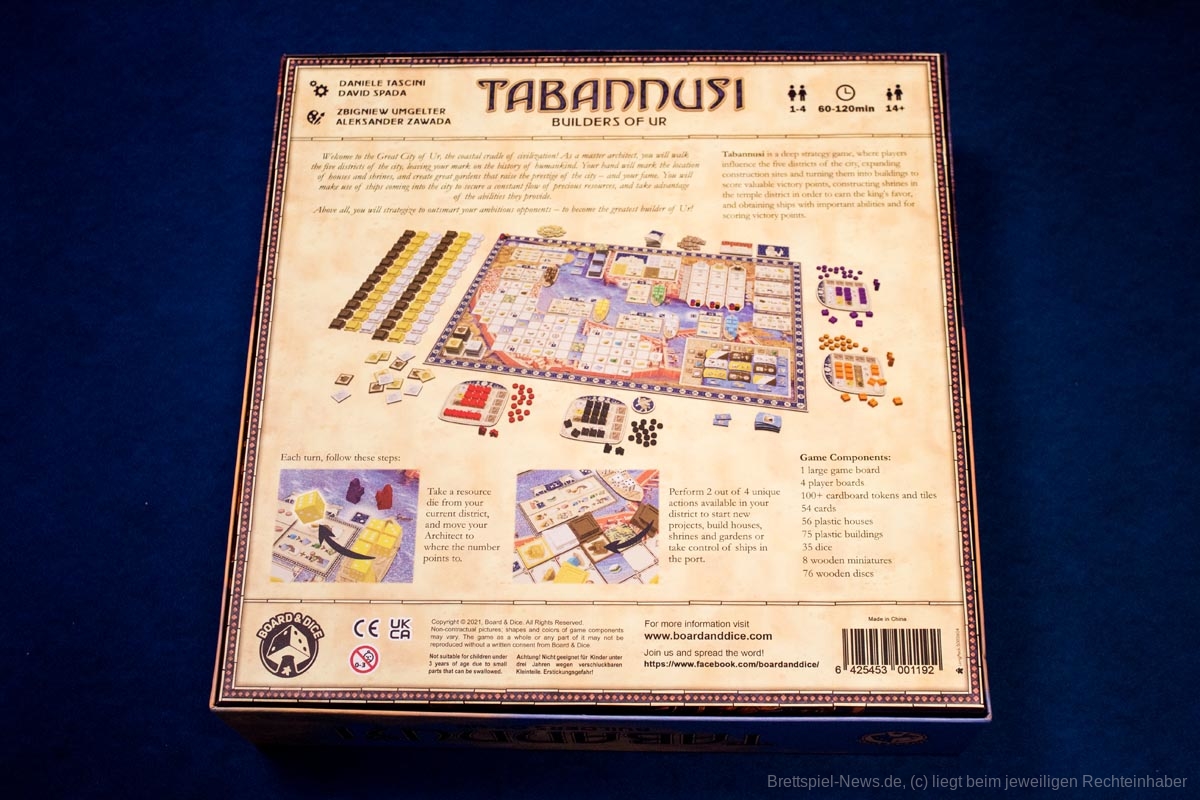 DANIELE TASCINI
DAVID SPADA
ZBIGNIEW UMGELTER
ALEKSANDER ZAWADA
TABANNUSI
BUILDERS OF UR
1-4
60-120min
14+
Welcome to the Great City of Ur, the coastal cradle of civilization! As a master architect, you will walk
the five districts of the city, leaving your mark on the history of humankind. Your hand will mark the location
of houses and shrines, and create great gardens that raise the prestige of the city – and your fame. You will
make use of ships coming into the city to secure a constant flow of precious resources, and take advantage
of the abilities they provide.
Above all, you will strategize to outsmart your ambitious opponents – to become the greatest builder of Ur!
Tabannusi is a deep strategy game, where players
influence the five districts of the city, expanding
construction sites and turning them into buildings to
score valuable victory points, constructing shrines in
the temple district in order to earn the king's favor,
and obtaining ships with important abilities and for
scoring victory points.
Each turn, follow these steps:
Take a resource
die from your
current district,
and move your
Architect to
where the number
points to.
Perform 2 out of 4 unique
actions available in your
district to start new
projects, build houses,
shrines and gardens or
take control of ships in
the port.
Game Components:
1 large game board
4 player boards
100+ cardboard tokens and tiles
54 cards
56 plastic houses
75 plastic buildings
35 dice
8 wooden miniatures
76 wooden discs
BOARD & DICE
CE
UK
CA
0-3
Copyright © 2021, Board & Dice. All Rights Reserved.
Non-contractual pictures; shapes and colors of game components
may vary. The game as a whole or any part of it may not be
reproduced without a written consent from Board & Dice.
Not suitable for children under
3 years of age due to small
parts that can be swallowed.
Achtung! Nicht geeignet für Kinder unter
drei Jahren wegen verschluckbaren
Kleinteile. Erstickungsgefahr!
For more information visit
www.boardanddice.com
Join us and spread the word!
https://www.facebook.com/boardanddice/
Made in China
6 425453 001192
TABANNUSI
Brettspiel-News.de, (c) liegt beim jeweiligen Rechteinhaber